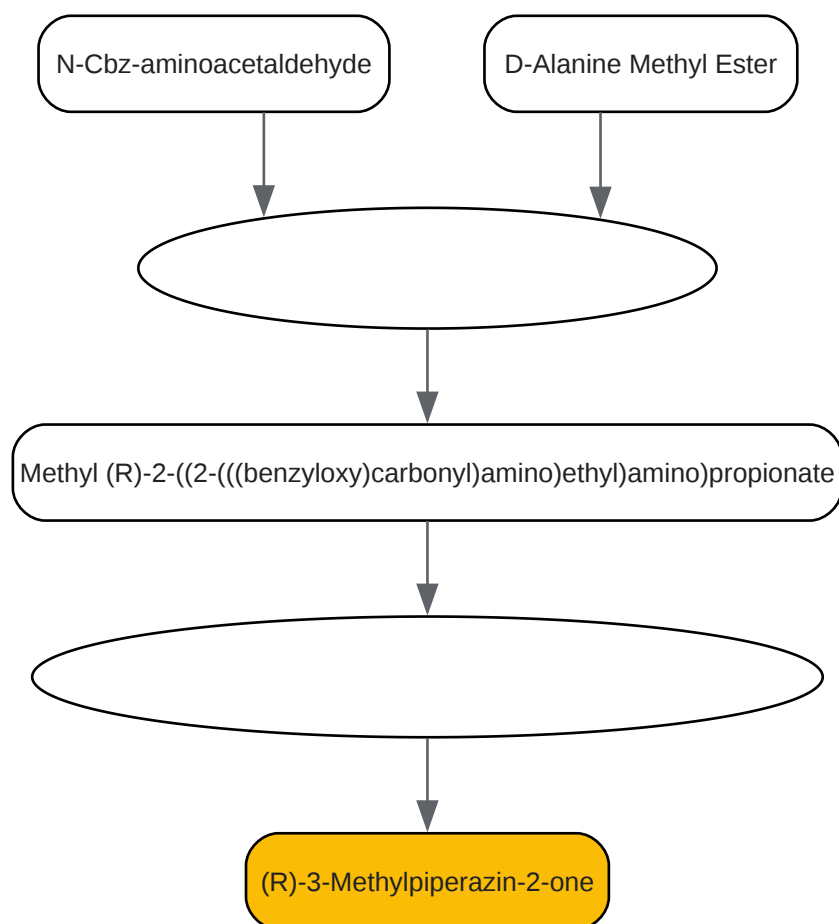 N-Cbz-aminoacetaldehyde
D-Alanine Methyl Ester
Methyl (R)-2-((2-(((benzyloxy)carbonyl)amino)ethyl)amino)propionate
(R)-3-Methylpiperazin-2-one